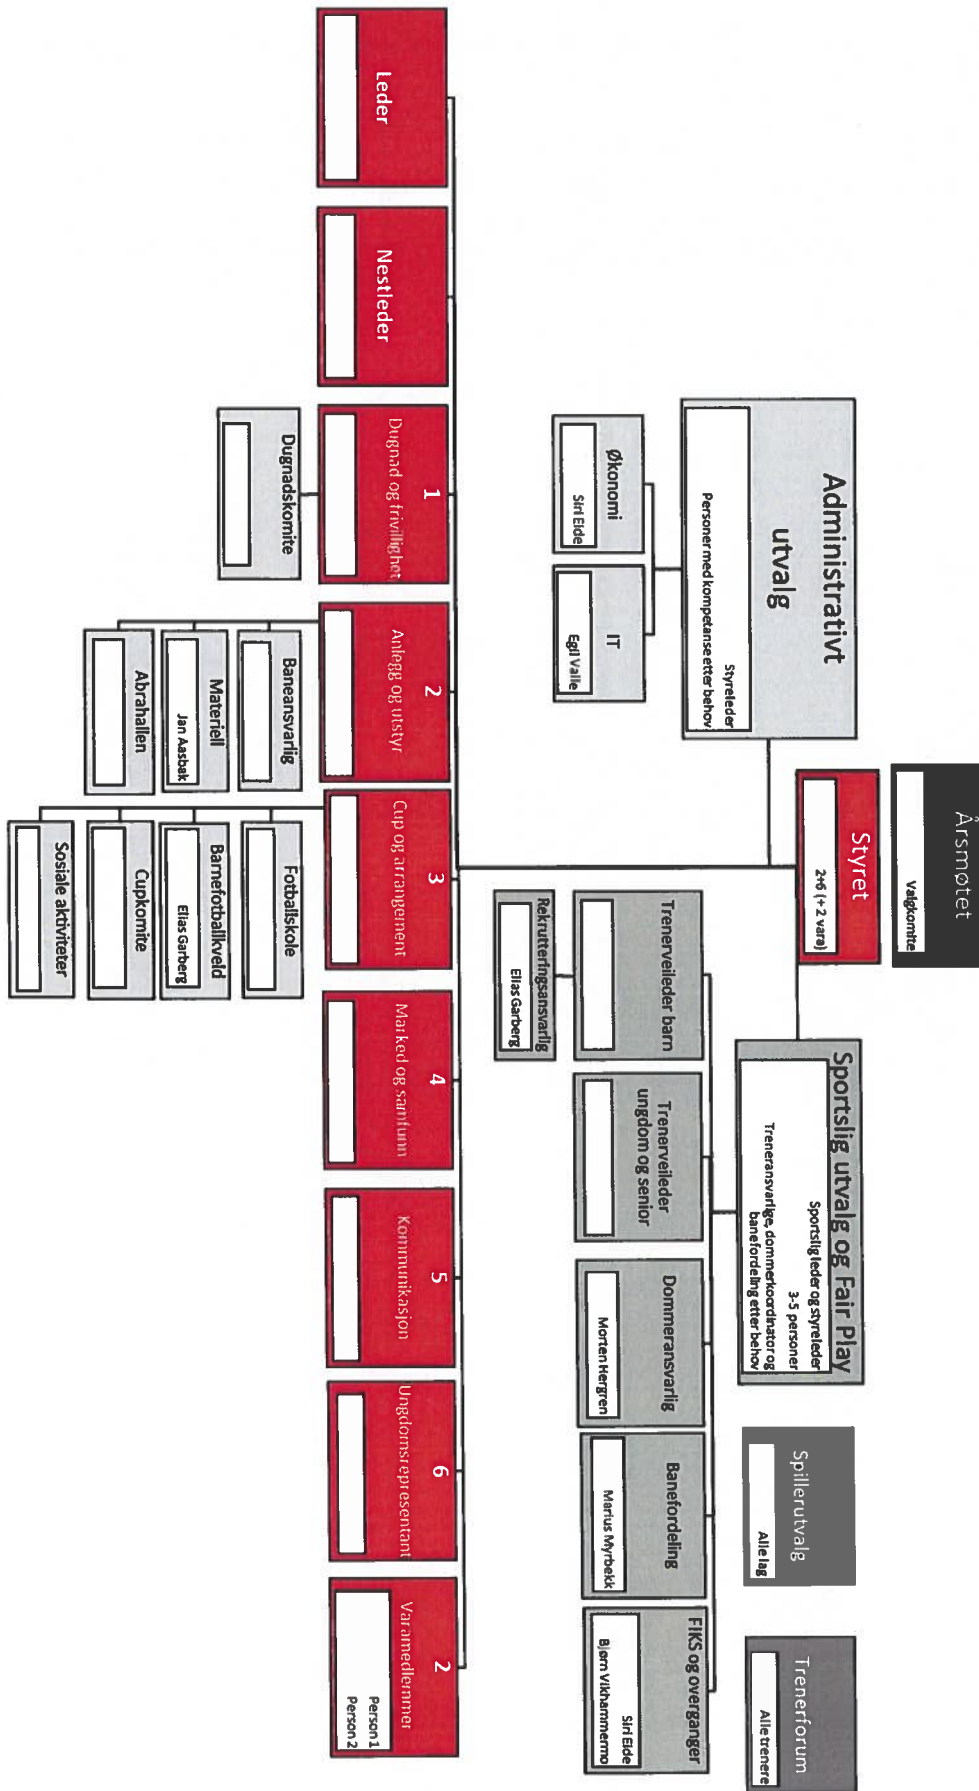 Årsmøtet
Valgkomite
Styret
2+6 (+ 2 vara)
Administrativt
utvalg
Styreleder
Personer med kompetanse etter behov
Økonomi
Siri Eide
IT
Egil Valle
Sportslig utvalg og Fair Play
Sportslig leder og styreleder
3-5 personer
Treneransvarlige, dommerkoordinator og
banefordeling etter behov
Spillerutvalg
Alle lag
Trenerforum
Alle trenere
Trenerveileder barn
Rekrutteringsansvarlig
Elias Garberg
Trenerveileder
ungdom og senior
Dommeransvarlig
Morten Hergren
Banefordeling
Marius Myrbekk
FIKS og overganger
Siri Eide
Bjørn Vikhammermo
Leder
Nestleder
1
Dugnad og frivillighet
Dugnadskomite
2
Anlegg og utstyr
Baneansvarlig
Materiell
Jan Aasbak
Abrahallen
3
Cup og arrangement
Fotballskole
Barnefotballkveld
Elias Garberg
Cupkomite
Sosiale aktiviteter
4
Marked og samfunn
5
Kommunikasjon
6
Ungdomsrepresentant
2
Varamedlemmer
Person 1
Person 2